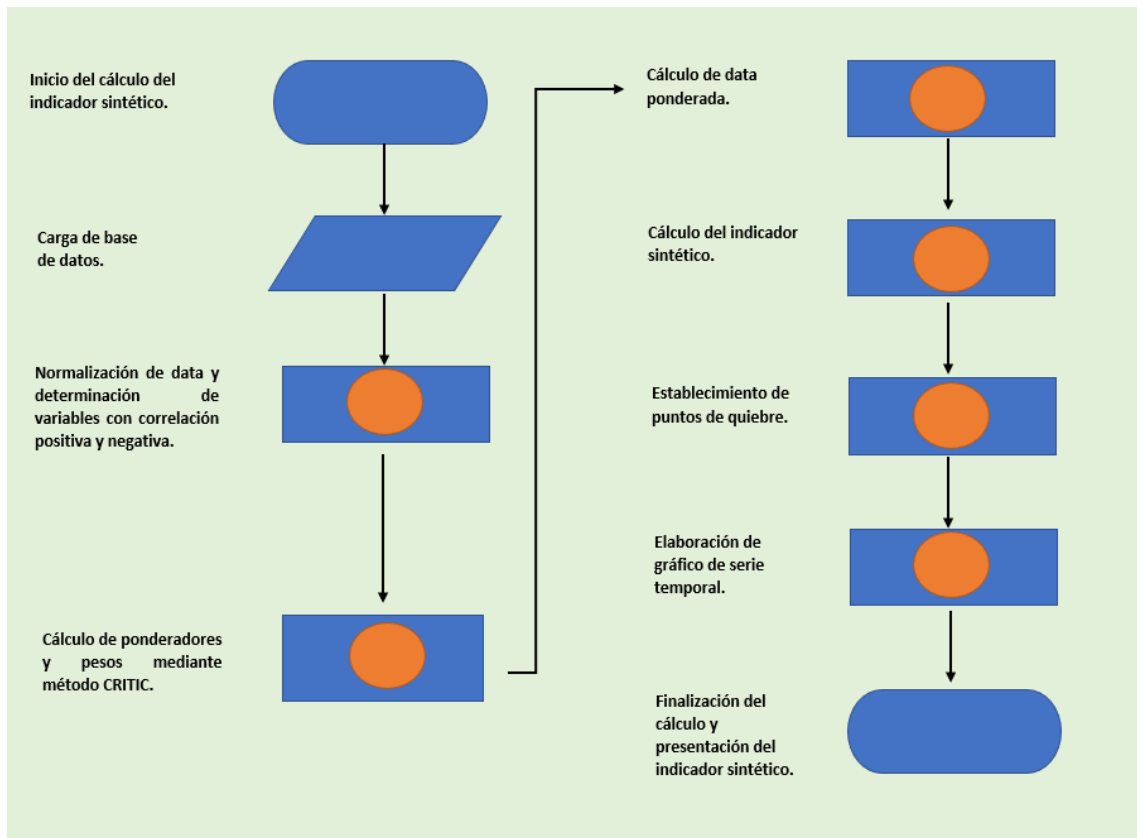 Inicio del cálculo del
indicador sintético.
Carga de base
de datos.
Normalización de data y
determinación de
variables con correlación
positiva y negativa.
Cálculo de ponderadores
y pesos mediante
método CRITIC.
Cálculo de data
ponderada.
Cálculo del indicador
sintético.
Establecimiento de
puntos de quiebre.
Elaboración de
gráfico de serie
temporal.
Finalización del
cálculo y
presentación del
indicador sintético.